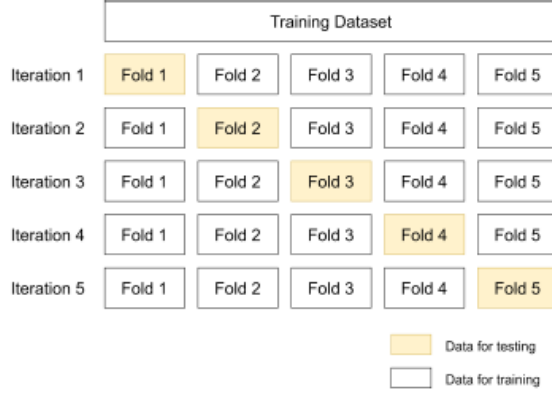 Training Dataset
Iteration 1 Fold 1 Fold 2 Fold 3 Fold 4 Fold 5
Iteration 2 Fold 1 Fold 2 Fold 3 Fold 4 Fold 5
Iteration 3 Fold 1 Fold 2 Fold 3 Fold 4 Fold 5
Iteration 4 Fold 1 Fold 2 Fold 3 Fold 4 Fold 5
Iteration 5 Fold 1 Fold 2 Fold 3 Fold 4 Fold 5
Data for testing
Data for training